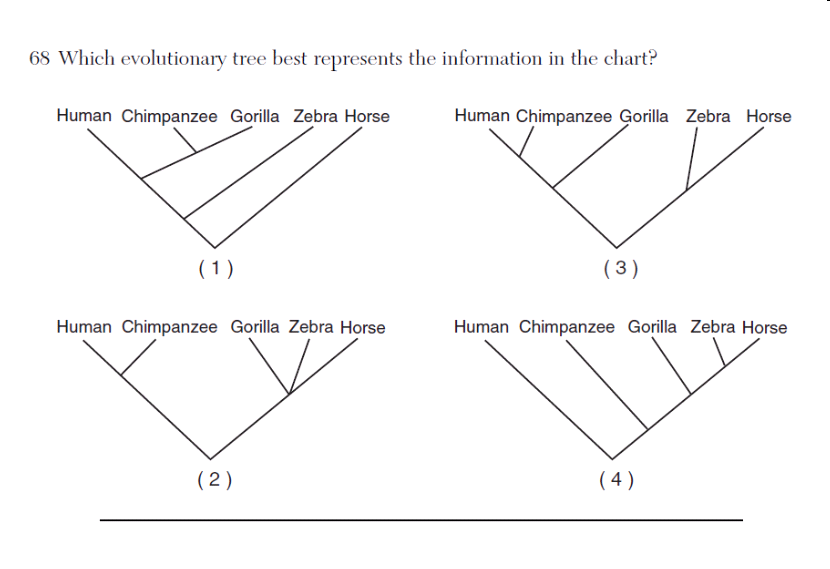 68 Which evolutionary tree best represents the information in the chart?
Human Chimpanzee Gorilla Zebra Horse
(1)
Human Chimpanzee Gorilla Zebra Horse
(3)
Human Chimpanzee Gorilla Zebra Horse
(2)
Human Chimpanzee Gorilla Zebra Horse
(4)